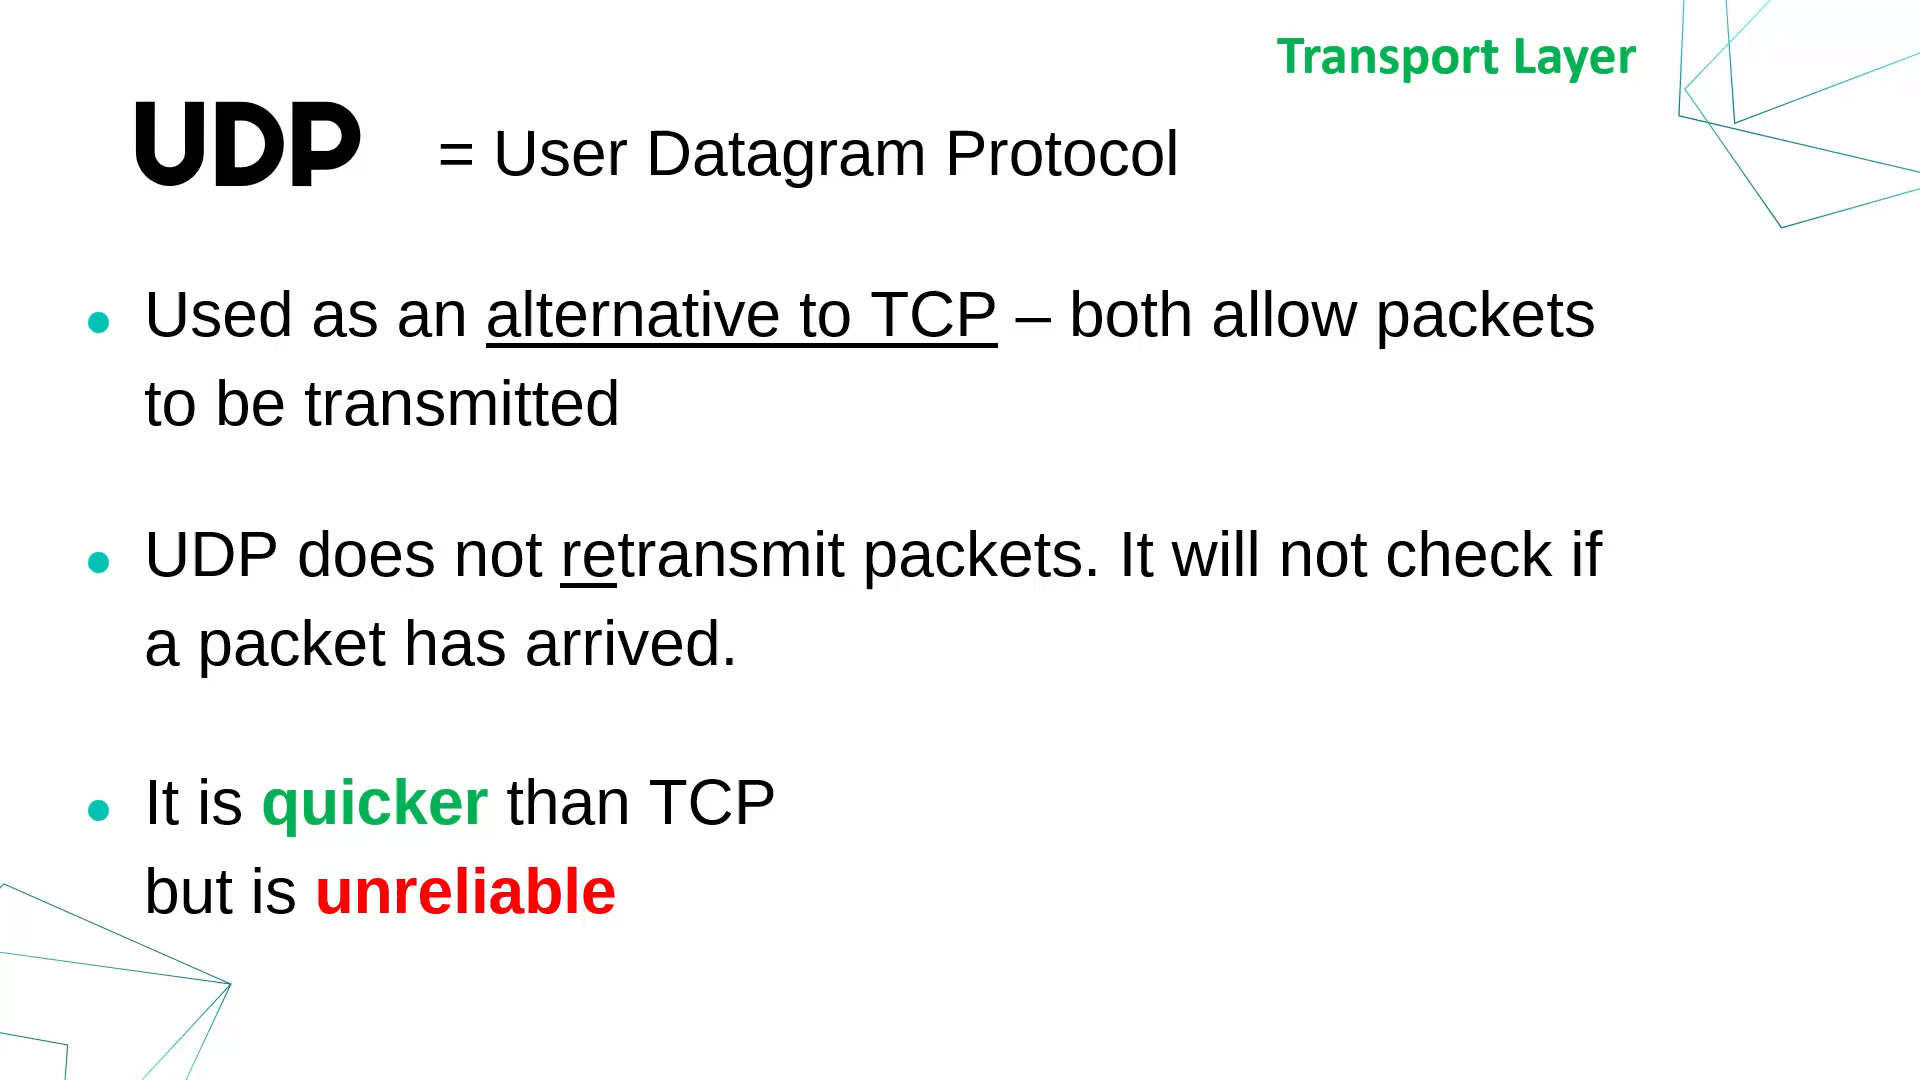 Transport Layer
UDP = User Datagram Protocol
Used as an alternative to TCP – both allow packets
to be transmitted
UDP does not retransmit packets. It will not check if
a packet has arrived.
It is quicker than TCP
but is unreliable